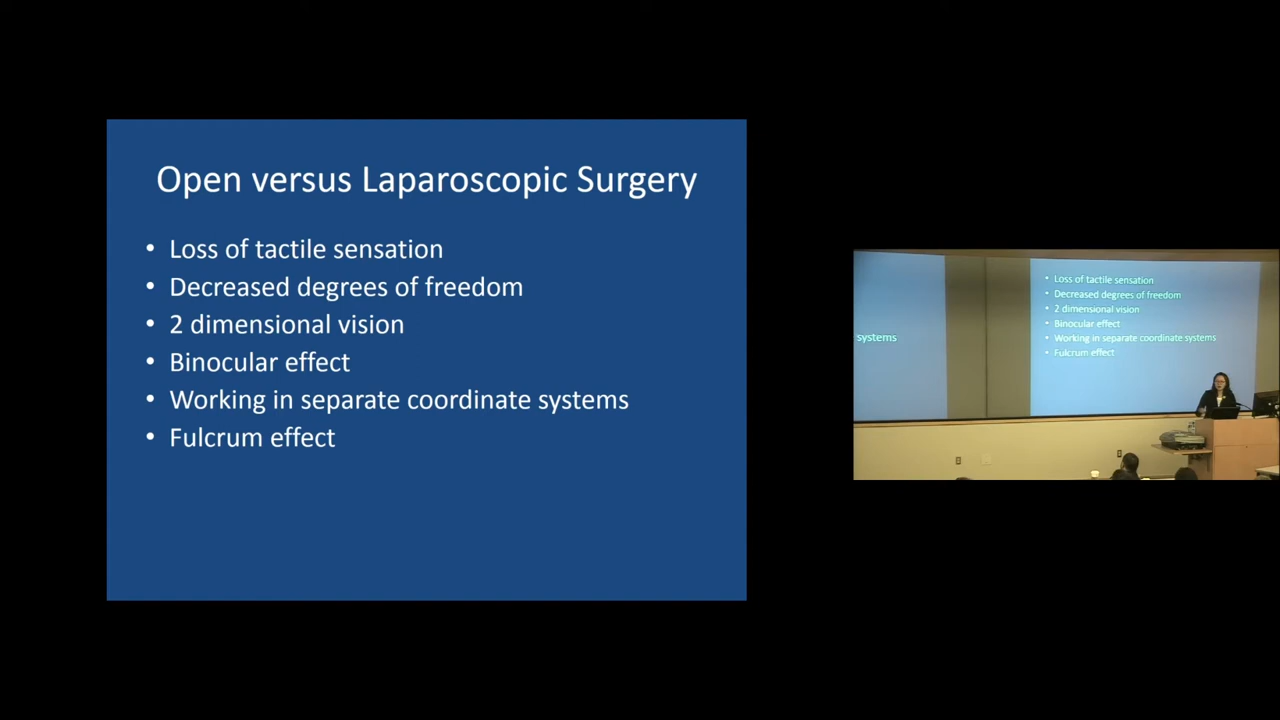 Open versus Laparoscopic Surgery
• Loss of tactile sensation
• Decreased degrees of freedom
• 2 dimensional vision
• Binocular effect
• Working in separate coordinate systems
• Fulcrum effect
systems
• Loss of tactile sensation
• Decreased degrees of freedom
• 2 dimensional vision
• Binocular effect
• Working in separate coordinate systems
• Fulcrum effect